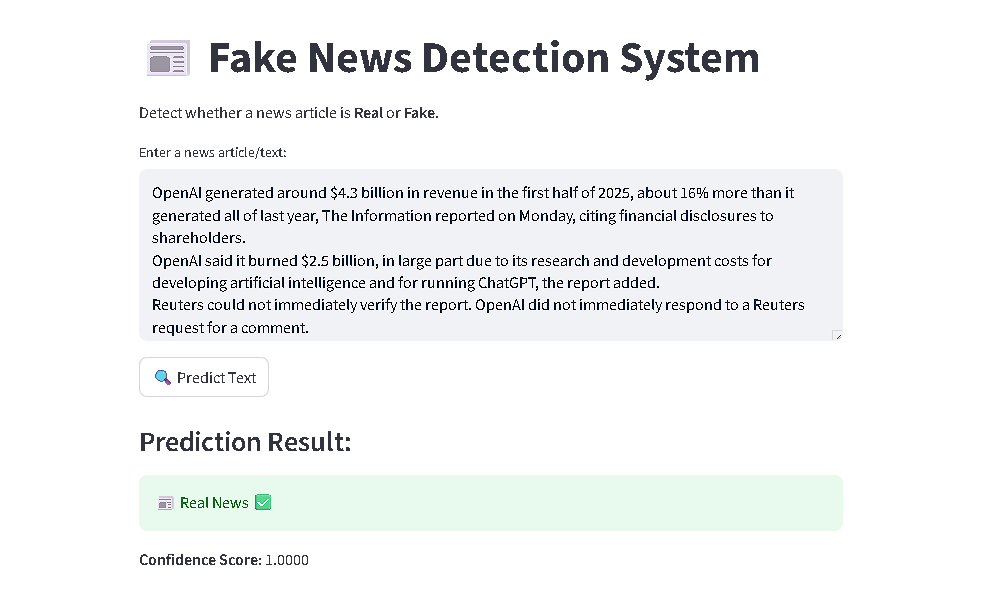 Fake News Detection System
Detect whether a news article is Real or Fake.
Enter a news article/text:
OpenAI generated around $4.3 billion in revenue in the first half of 2025, about 16% more than it
generated all of last year, The Information reported on Monday, citing financial disclosures to
shareholders.
OpenAI said it burned $2.5 billion, in large part due to its research and development costs for
developing artificial intelligence and for running ChatGPT, the report added.
Reuters could not immediately verify the report. OpenAI did not immediately respond to a Reuters
request for a comment.
Predict Text
Prediction Result:
Real News
Confidence Score: 1.0000